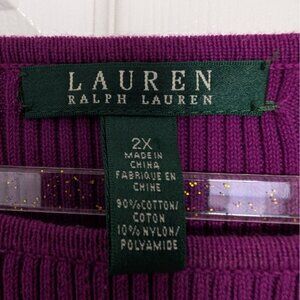 LAUREN
RALPH LAUREN
2X
MADE IN
CHINA
FABRIQUE EN
CHINE
90% COTTON/
COTON
10% NYLON/
POLYAMIDE